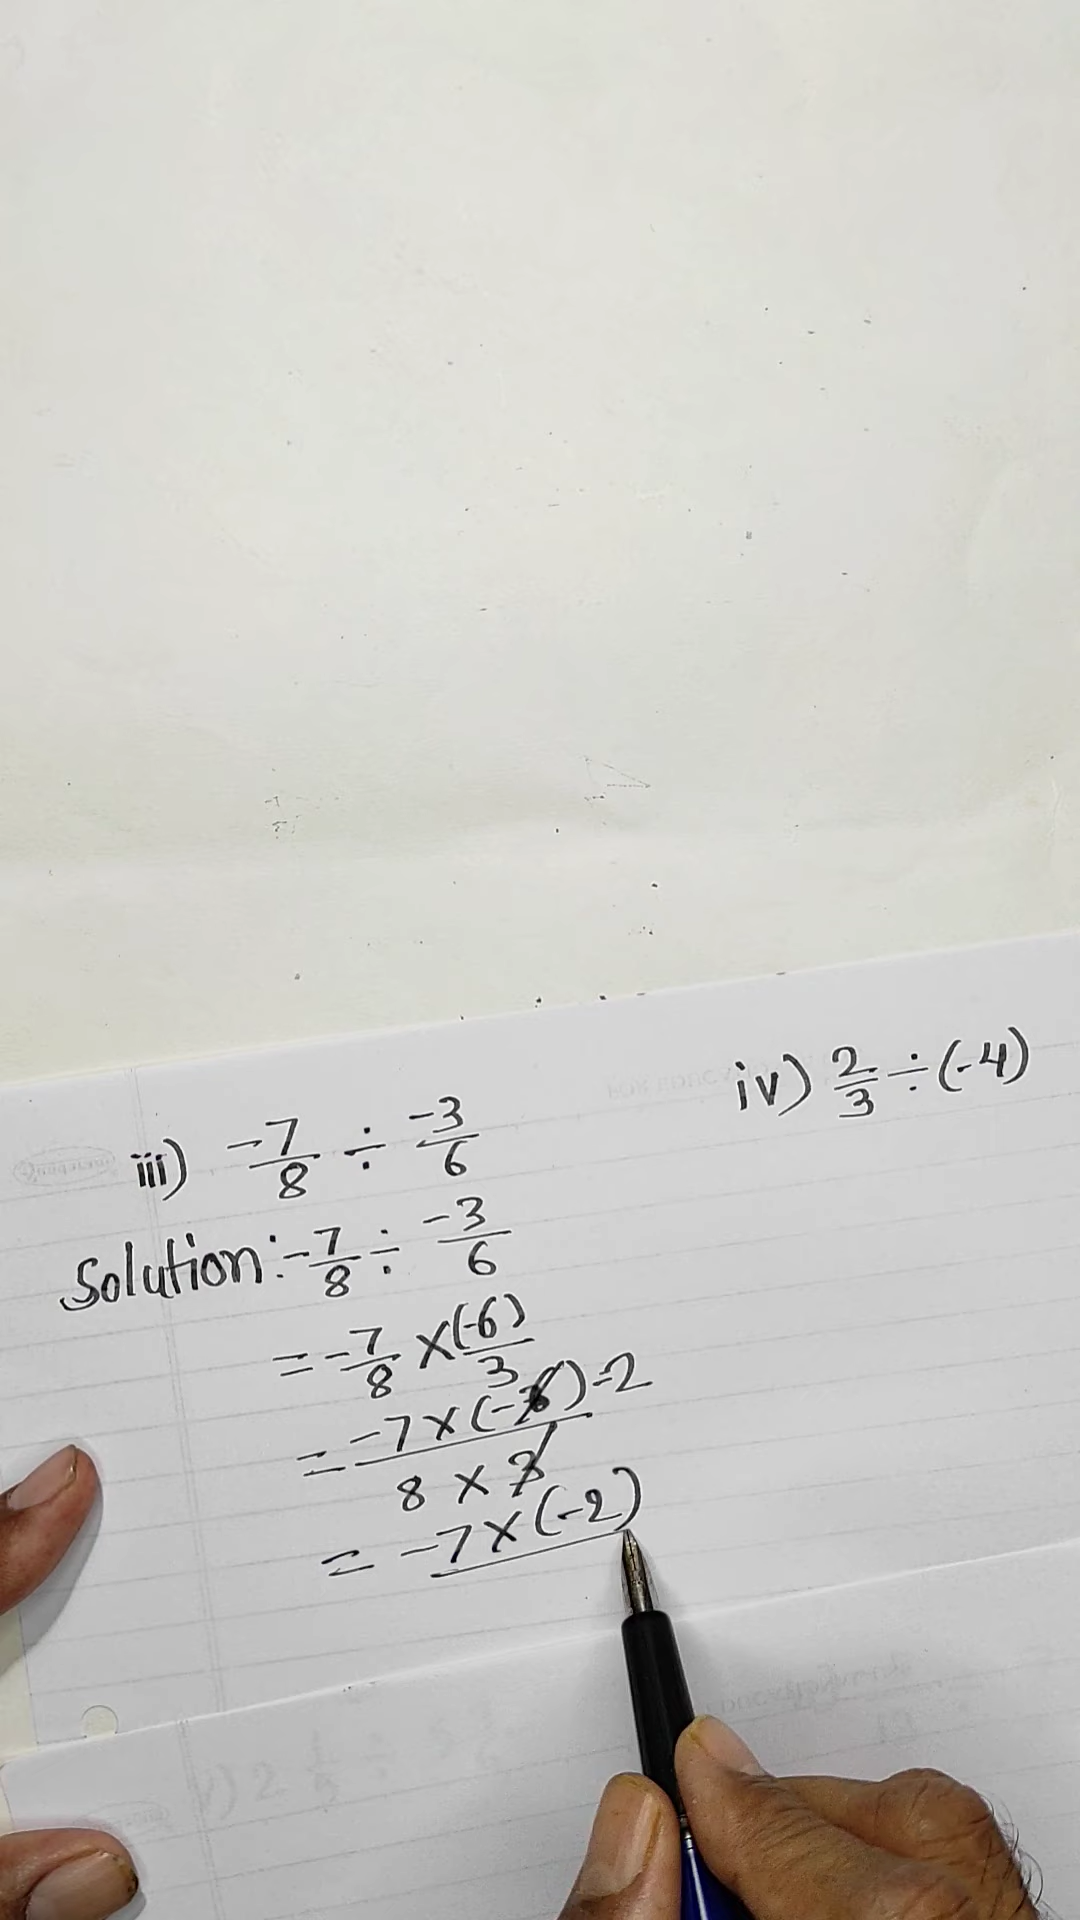 iii) -7/8 ÷ -3/6
iv) 2/3 ÷ (-4)
Solution:- -7/8 ÷ -3/6
= -7/8 × (-6)/3
= -7 × (-6) -2 / 8 × 3
= -7 × (-2)